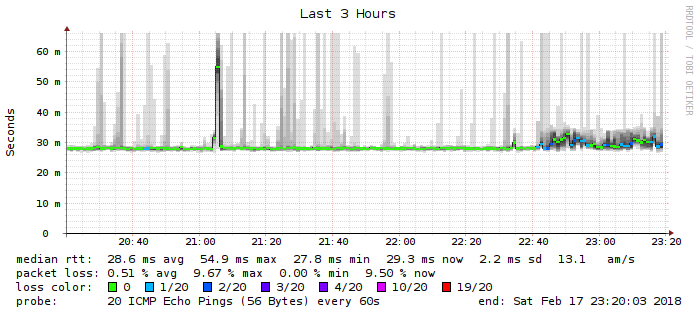 Last 3 Hours
RRDTOOL / TOBI OETIKER
Seconds
60 m
50 m
40 m
30 m
20 m
10 m
0
20:40 21:00 21:20 21:40 22:00 22:20 22:40 23:00 23:20
median rtt: 28.6 ms avg 54.9 ms max 27.8 ms min 29.3 ms now 2.2 ms sd 13.1 am/s
packet loss: 0.51 % avg 9.67 % max 0.00 % min 9.50 % now
loss color: 0 1/20 2/20 3/20 4/20 10/20 19/20
probe: 20 ICMP Echo Pings (56 Bytes) every 60s end: Sat Feb 17 23:20:03 2018